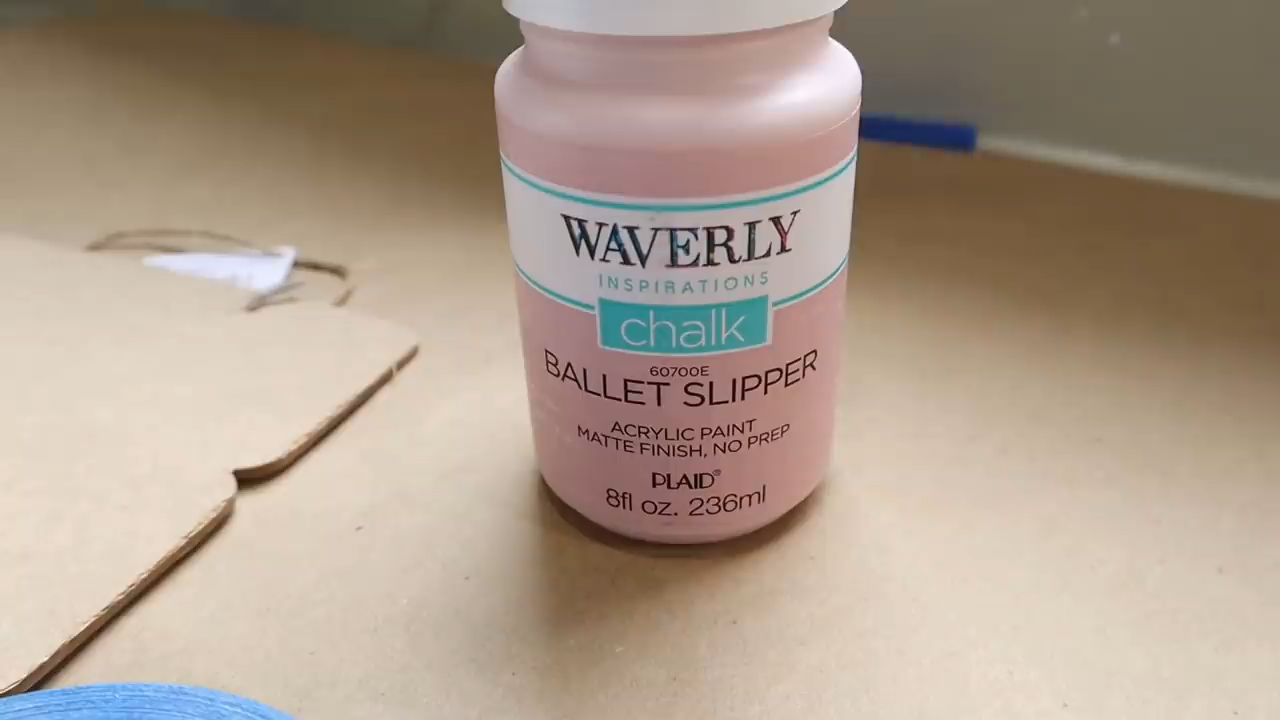 WAVERLY
INSPIRATIONS
chalk
60700E
BALLET SLIPPER
ACRYLIC PAINT
MATTE FINISH, NO PREP
PLAID®
8fl oz. 236ml